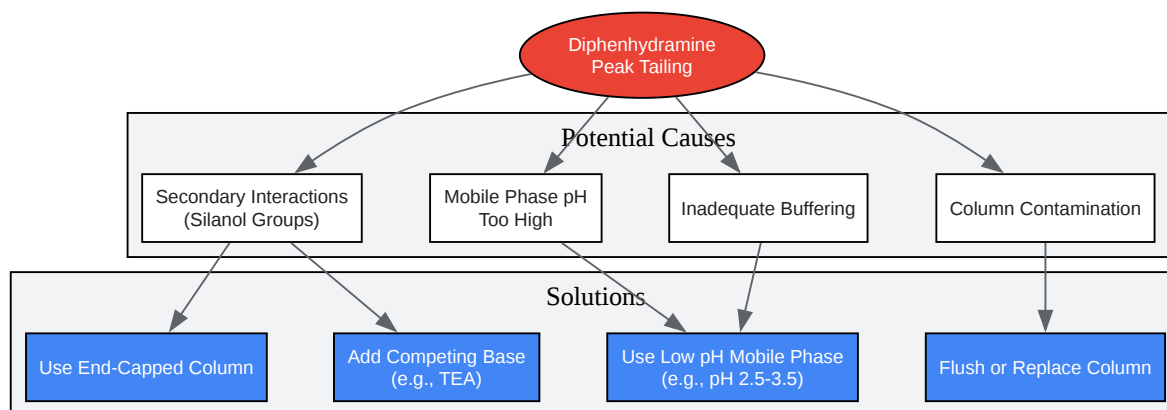 Diphenhydramine
Peak Tailing
Potential Causes
Secondary Interactions
(Silanol Groups)
Mobile Phase pH
Too High
Inadequate Buffering
Column Contamination
Solutions
Use End-Capped Column
Add Competing Base
(e.g., TEA)
Use Low pH Mobile Phase
(e.g., pH 2.5-3.5)
Flush or Replace Column